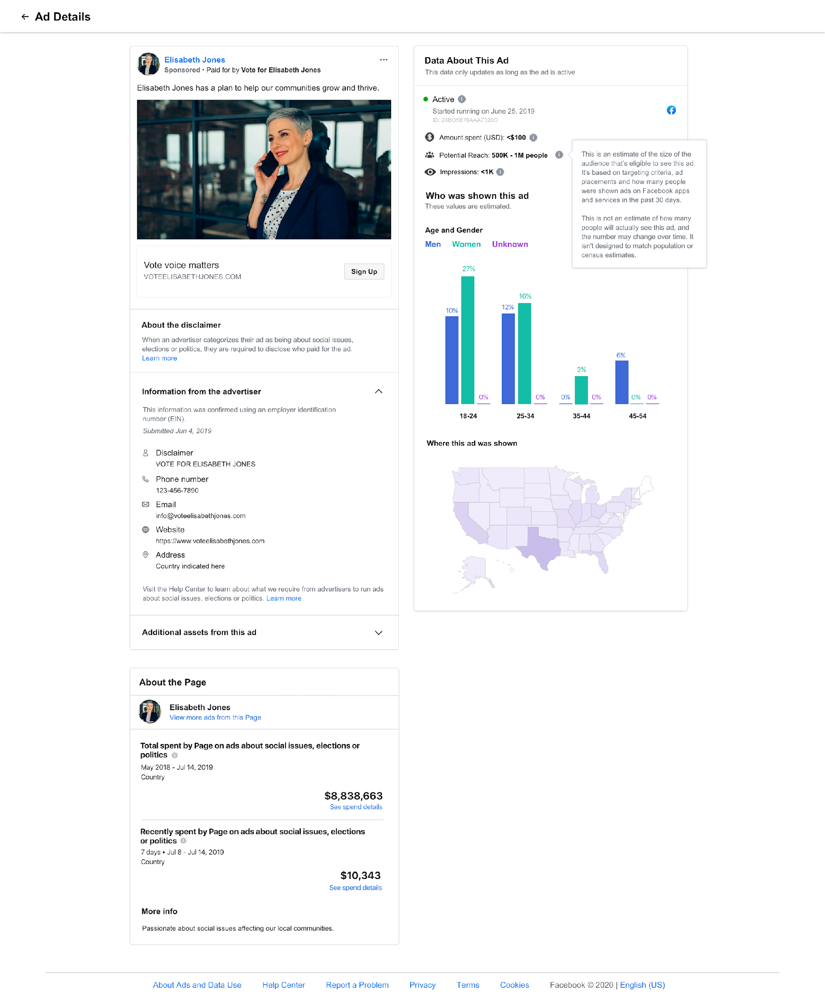 Ad Details
Elisabeth Jones
Sponsored • Paid for by Vote for Elisabeth Jones
Elisabeth Jones has a plan to help our communities grow and thrive.
Vote voice matters
VOTEELISABETHJONES.COM
Sign Up
About the disclaimer
When an advertiser categorizes their ad as being about social issues,
elections or politics, they are required to disclose who paid for the ad.
Learn more
Information from the advertiser
This information was confirmed using an employer identification
number (EIN).
Submitted Jun 4, 2019
Disclaimer
VOTE FOR ELISABETH JONES
Phone number
123-456-7890
Email
info@voteelisabethjones.com
Website
https://www.voteelisabethjones.com
Address
Country indicated here
Visit the Help Center to learn about what we require from advertisers to run ads
about social issues, elections or politics. Learn more
Additional assets from this ad
About the Page
Elisabeth Jones
View more ads from this Page
Total spent by Page on ads about social issues, elections or
politics
May 2018 - Jul 14, 2019
Country
$8,838,663
See spend details
Recently spent by Page on ads about social issues, elections
or politics
7 days • Jul 8 - Jul 14, 2019
Country
$10,343
See spend details
More info
Passionate about social issues affecting our local communities.
Data About This Ad
This data only updates as long as the ad is active
Active
Started running on June 25, 2019
ID: 24BO5B76AAA7320O
Amount spent (USD): <$100
Potential Reach: 500K - 1M people
Impressions: <1K
This is an estimate of the size of the
audience that's eligible to see this ad.
It's based on targeting criteria, ad
placements and how many people
were shown ads on Facebook apps
and services in the past 30 days.
This is not an estimate of how many
people will actually see this ad, and
the number may change over time. It
isn't designed to match population or
census estimates.
Who was shown this ad
These values are estimated.
Age and Gender
Men Women Unknown
10% 27% 0% 12% 16% 0% 0% 3% 0% 6% 0% 0%
18-24 25-34 35-44 45-54
Where this ad was shown
About Ads and Data Use Help Center Report a Problem Privacy Terms Cookies Facebook © 2020 | English (US)